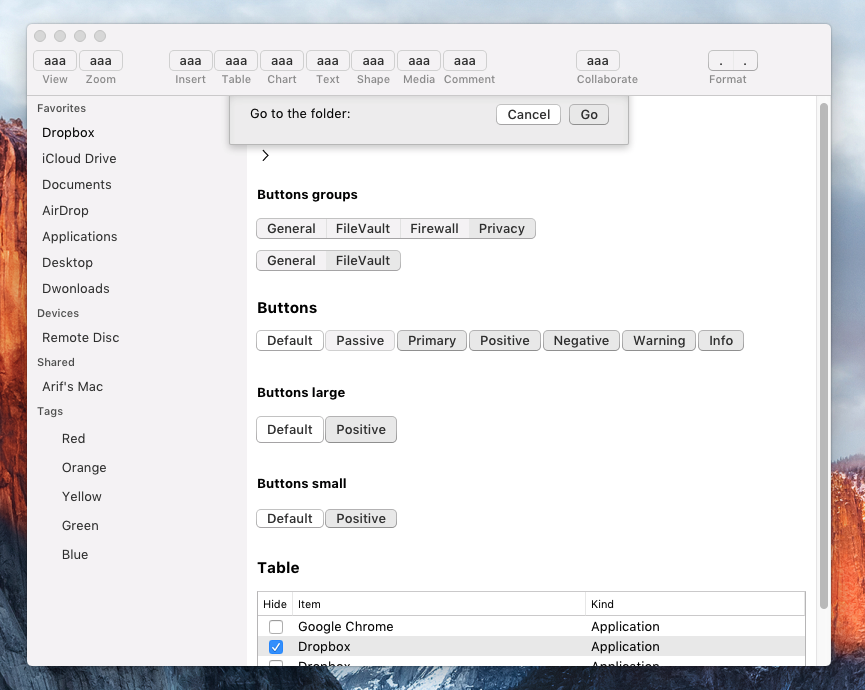 aaa aaa aaa aaa aaa aaa aaa aaa aaa aaa . .
View Zoom Insert Table Chart Text Shape Media Comment Collaborate Format
Favorites
Dropbox
iCloud Drive
Documents
AirDrop
Applications
Desktop
Dwonloads
Devices
Remote Disc
Shared
Arif's Mac
Tags
Red
Orange
Yellow
Green
Blue
Go to the folder: Cancel Go
Buttons groups
General FileVault Firewall Privacy
General FileVault
Buttons
Default Passive Primary Positive Negative Warning Info
Buttons large
Default Positive
Buttons small
Default Positive
Table
Hide Item Kind
Google Chrome Application
Dropbox Application
Dropbox Application